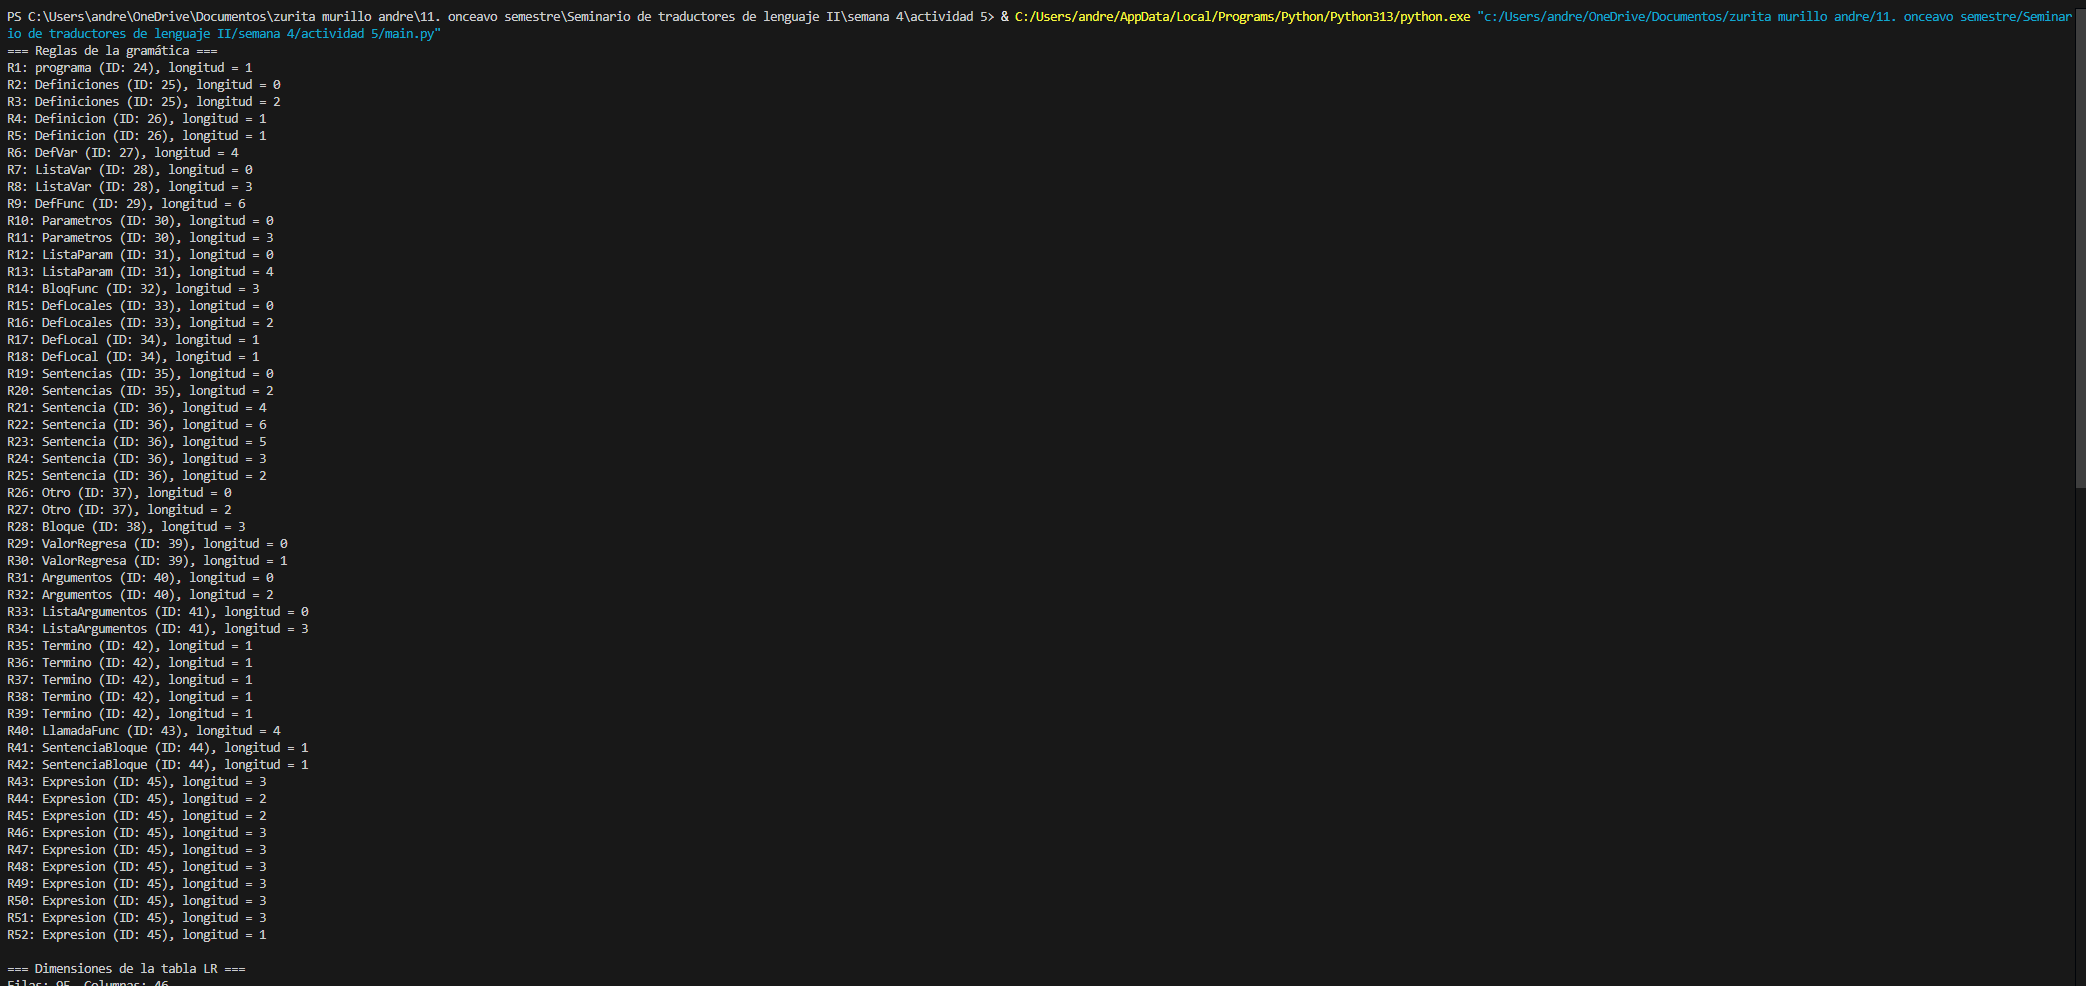 PS C:\Users\andre\OneDrive\Documentos\zurita murillo andre\11. onceavo semestre\Seminario de traductores de lenguaje II\semana 4\actividad 5> & C:/Users/andre/AppData/Local/Programs/Python/Python313/python.exe "c:/Users/andre/OneDrive/Documentos/zurita murillo andre/11. onceavo semestre/Seminar
io de traductores de lenguaje II/semana 4/actividad 5/main.py"
=== Reglas de la gramática ===
R1: programa (ID: 24), longitud = 1
R2: Definiciones (ID: 25), longitud = 0
R3: Definiciones (ID: 25), longitud = 2
R4: Definicion (ID: 26), longitud = 1
R5: Definicion (ID: 26), longitud = 1
R6: DefVar (ID: 27), longitud = 4
R7: ListaVar (ID: 28), longitud = 0
R8: ListaVar (ID: 28), longitud = 3
R9: DefFunc (ID: 29), longitud = 6
R10: Parametros (ID: 30), longitud = 0
R11: Parametros (ID: 30), longitud = 3
R12: ListaParam (ID: 31), longitud = 0
R13: ListaParam (ID: 31), longitud = 4
R14: BloqFunc (ID: 32), longitud = 3
R15: DefLocales (ID: 33), longitud = 0
R16: DefLocales (ID: 33), longitud = 2
R17: DefLocal (ID: 34), longitud = 1
R18: DefLocal (ID: 34), longitud = 1
R19: Sentencias (ID: 35), longitud = 0
R20: Sentencias (ID: 35), longitud = 2
R21: Sentencia (ID: 36), longitud = 4
R22: Sentencia (ID: 36), longitud = 6
R23: Sentencia (ID: 36), longitud = 5
R24: Sentencia (ID: 36), longitud = 3
R25: Sentencia (ID: 36), longitud = 2
R26: Otro (ID: 37), longitud = 0
R27: Otro (ID: 37), longitud = 2
R28: Bloque (ID: 38), longitud = 3
R29: ValorRegresa (ID: 39), longitud = 0
R30: ValorRegresa (ID: 39), longitud = 1
R31: Argumentos (ID: 40), longitud = 0
R32: Argumentos (ID: 40), longitud = 2
R33: ListaArgumentos (ID: 41), longitud = 0
R34: ListaArgumentos (ID: 41), longitud = 3
R35: Termino (ID: 42), longitud = 1
R36: Termino (ID: 42), longitud = 1
R37: Termino (ID: 42), longitud = 1
R38: Termino (ID: 42), longitud = 1
R39: Termino (ID: 42), longitud = 1
R40: LlamadaFunc (ID: 43), longitud = 4
R41: SentenciaBloque (ID: 44), longitud = 1
R42: SentenciaBloque (ID: 44), longitud = 1
R43: Expresion (ID: 45), longitud = 3
R44: Expresion (ID: 45), longitud = 2
R45: Expresion (ID: 45), longitud = 2
R46: Expresion (ID: 45), longitud = 3
R47: Expresion (ID: 45), longitud = 3
R48: Expresion (ID: 45), longitud = 3
R49: Expresion (ID: 45), longitud = 3
R50: Expresion (ID: 45), longitud = 3
R51: Expresion (ID: 45), longitud = 3
R52: Expresion (ID: 45), longitud = 1
=== Dimensiones de la tabla LR ===
Filas: 95, Columnas: 46